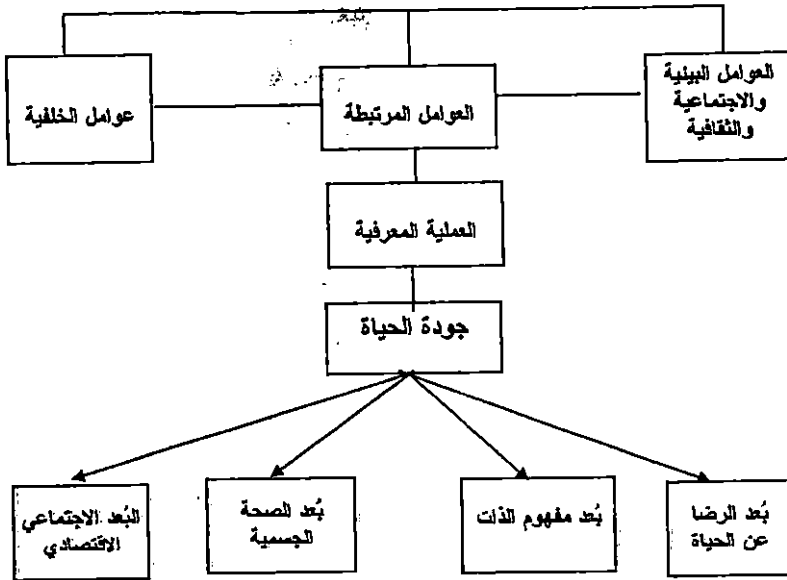 العوامل البيئية
والاجتماعية
والثقافية
العوامل المرتبطة
عوامل الخلفية
العملية المعرفية
جودة الحياة
بُعد الرضا
عن الحياة
بُعد مفهوم الذات
بُعد الصحة
الجسمية
البُعد الاجتماعي
الاقتصادي